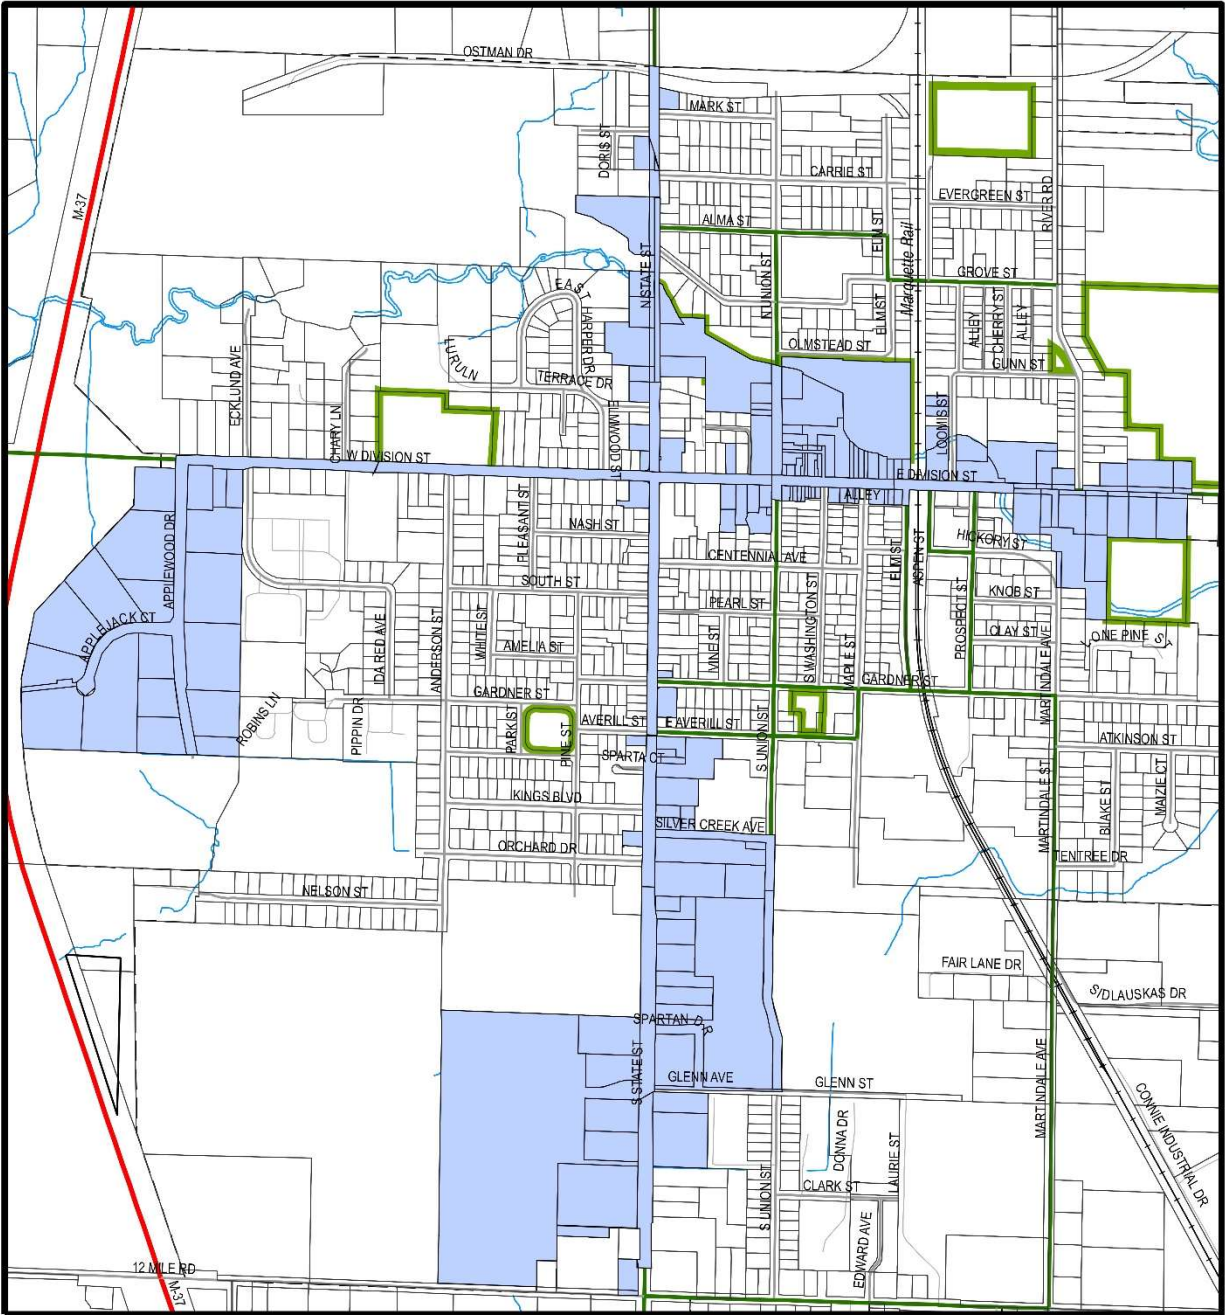 OSTMAN DR
MARK ST
DORIS ST
CARRIE ST
M-37
EVERGREEN ST
RIVER RD
ALMA ST
ELM ST
Marquette Rail
N STATE ST
N UNION ST
GROVE ST
EAST HARPER DR
ELM ST
ALLEY
CHERRY ST
ALLEY
OLMSTEAD ST
GUNN ST
LURU LN
TERRACE DR
ECKLUND AVE
CHARY LN
ELMWOOD ST
LOOMIS ST
W DIVISION ST
E DIVISION ST
ALLEY
PLEASANT ST
NASH ST
APPLEWOOD DR
CENTENNIAL AVE
ELM ST
ASPEN ST
HICKORY ST
SOUTH ST
KNOB ST
PEARL ST
S WASHINGTON ST
PROSPECT ST
APPLEJACK CT
IDA RED AVE
ANDERSON ST
WHITE ST
AMELIA ST
VINE ST
MAPLE ST
CLAY ST
LONE PINE ST
MARTINDALE AVE
GARDNER ST
GARDNER ST
ROBINS LN
PIPPIN DR
PARK ST
PINE ST
AVERILL ST
E AVERILL ST
S UNION ST
ATKINSON ST
SPARTA CT
KINGS BLVD
MARTINDALE ST
BLAKE ST
MAIZIE CT
SILVER CREEK AVE
ORCHARD DR
TENTREE DR
NELSON ST
FAIR LANE DR
SIDLAUSKAS DR
SPARTAN DR
S STATE ST
GLENN AVE
GLENN ST
MARTINDALE AVE
CONNIE INDUSTRIAL DR
DONNA DR
LAURIE ST
S UNION ST
CLARK ST
EDWARD AVE
12 MILE RD
M-37